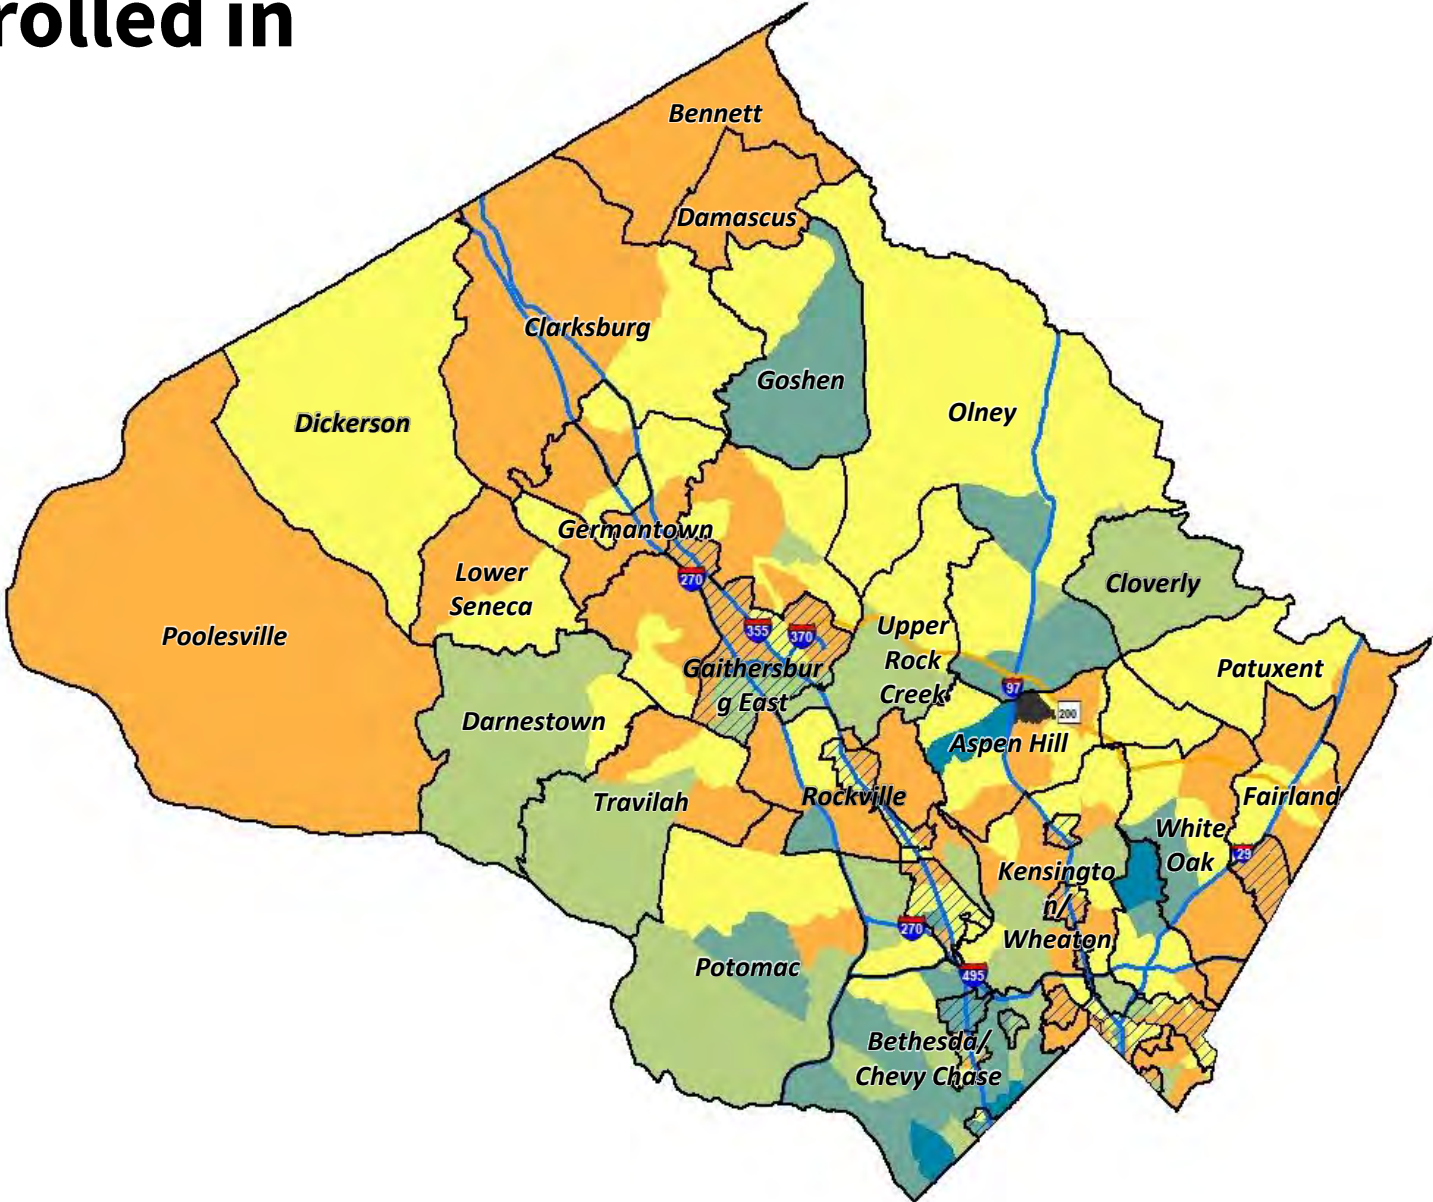 rolled in
Bennett
Damascus
Clarksburg
Goshen
Dickerson
Olney
Germantown
270
Lower
Seneca
Cloverly
Poolesville
355
370
Upper
Rock
Creek
Gaithersbur
g East
Patuxent
97
200
Darnestown
Aspen Hill
Travilah
Rockville
Fairland
White
Oak
29
Kensingto
n/
Wheaton
270
Potomac
495
Bethesda/
Chevy Chase